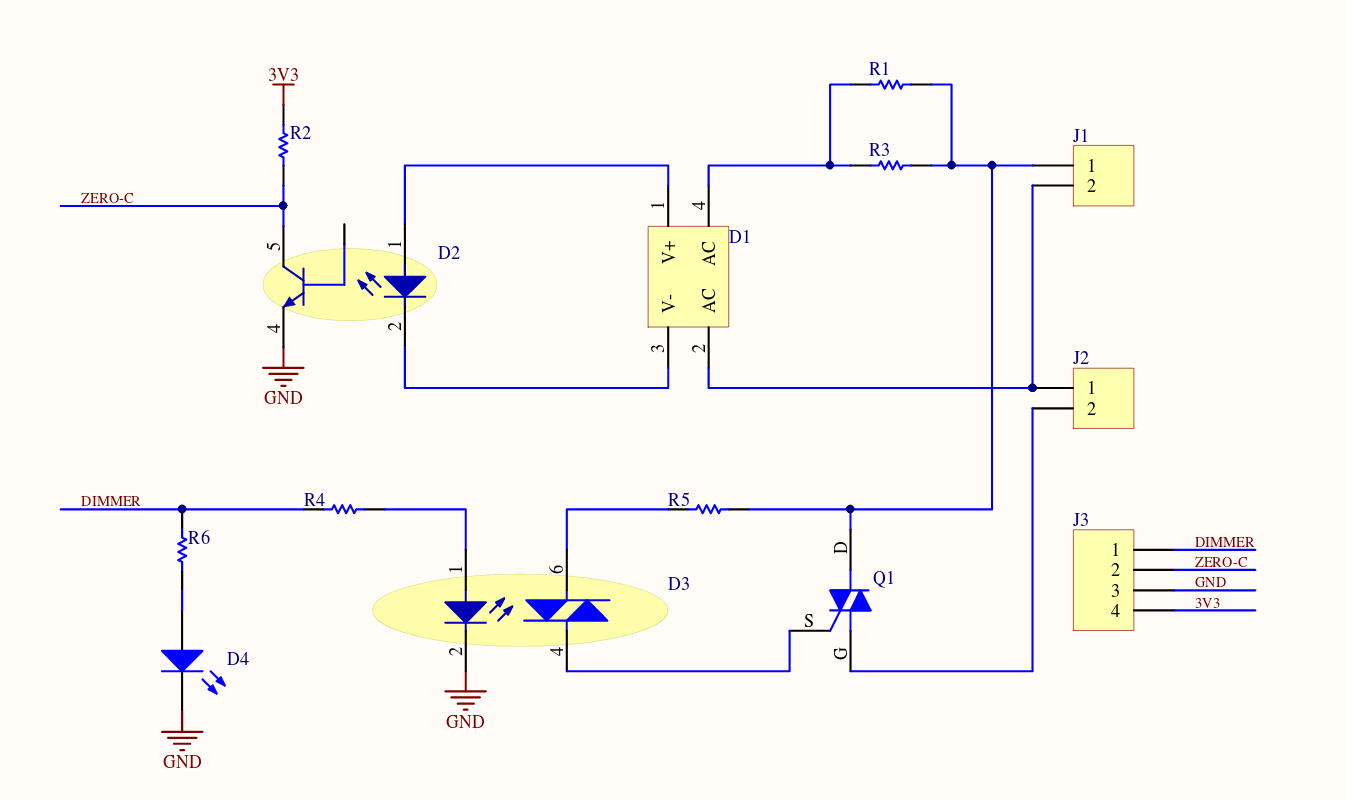 R1
3V3
R2
J1
R3
1
2
ZERO-C
1
4
5
1
D2
D1
V+
AC
V-
AC
4
2
3
2
J2
1
2
GND
DIMMER
R4
R5
J3
R6
D
1
DIMMER
2
ZERO-C
3
GND
4
3V3
1
6
D3
Q1
S
2
4
G
D4
GND
GND